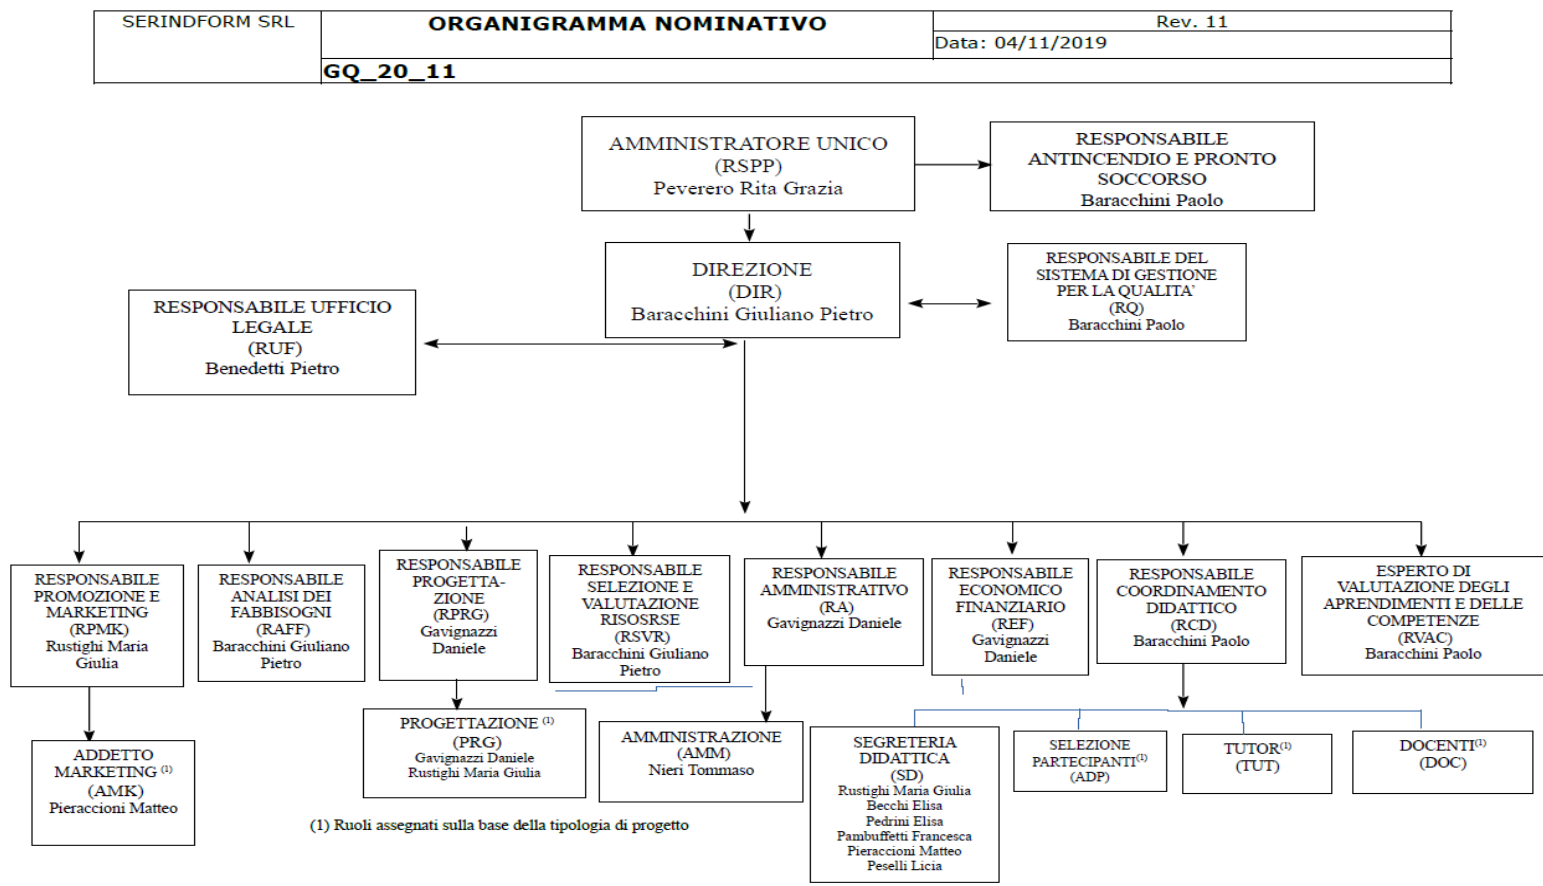 SERINDFORM SRL
ORGANIGRAMMA NOMINATIVO
Rev. 11
Data: 04/11/2019
GQ_20_11
AMMINISTRATORE UNICO
(RSPP)
Peverero Rita Grazia
RESPONSABILE
ANTINCENDIO E PRONTO
SOCCORSO
Baracchini Paolo
DIREZIONE
(DIR)
Baracchini Giuliano Pietro
RESPONSABILE DEL
SISTEMA DI GESTIONE
PER LA QUALITA’
(RQ)
Baracchini Paolo
RESPONSABILE UFFICIO
LEGALE
(RUF)
Benedetti Pietro
RESPONSABILE
PROMOZIONE E
MARKETING
(RPMK)
Rustighi Maria
Giulia
RESPONSABILE
ANALISI DEI
FABBISOGNI
(RAFF)
Baracchini Giuliano
Pietro
RESPONSABILE
PROGETTA-
ZIONE
(RPRG)
Gavignazzi
Daniele
RESPONSABILE
SELEZIONE E
VALUTAZIONE
RISOSRSE
(RSVR)
Baracchini Giuliano
Pietro
RESPONSABILE
AMMINISTRATIVO
(RA)
Gavignazzi Daniele
RESPONSABILE
ECONOMICO
FINANZIARIO
(REF)
Gavignazzi
Daniele
RESPONSABILE
COORDINAMENTO
DIDATTICO
(RCD)
Baracchini Paolo
ESPERTO DI
VALUTAZIONE DEGLI
APRENDIMENTI E DELLE
COMPETENZE
(RVAC)
Baracchini Paolo
ADDETTO
MARKETING (1)
(AMK)
Pieraccioni Matteo
PROGETTAZIONE (1)
(PRG)
Gavignazzi Daniele
Rustighi Maria Giulia
AMMINISTRAZIONE
(AMM)
Nieri Tommaso
SEGRETERIA
DIDATTICA
(SD)
Rustighi Maria Giulia
Becchi Elisa
Pedrini Elisa
Pambuffetti Francesca
Pieraccioni Matteo
Peselli Licia
SELEZIONE
PARTECIPANTI(1)
(ADP)
TUTOR(1)
(TUT)
DOCENTI(1)
(DOC)
(1) Ruoli assegnati sulla base della tipologia di progetto